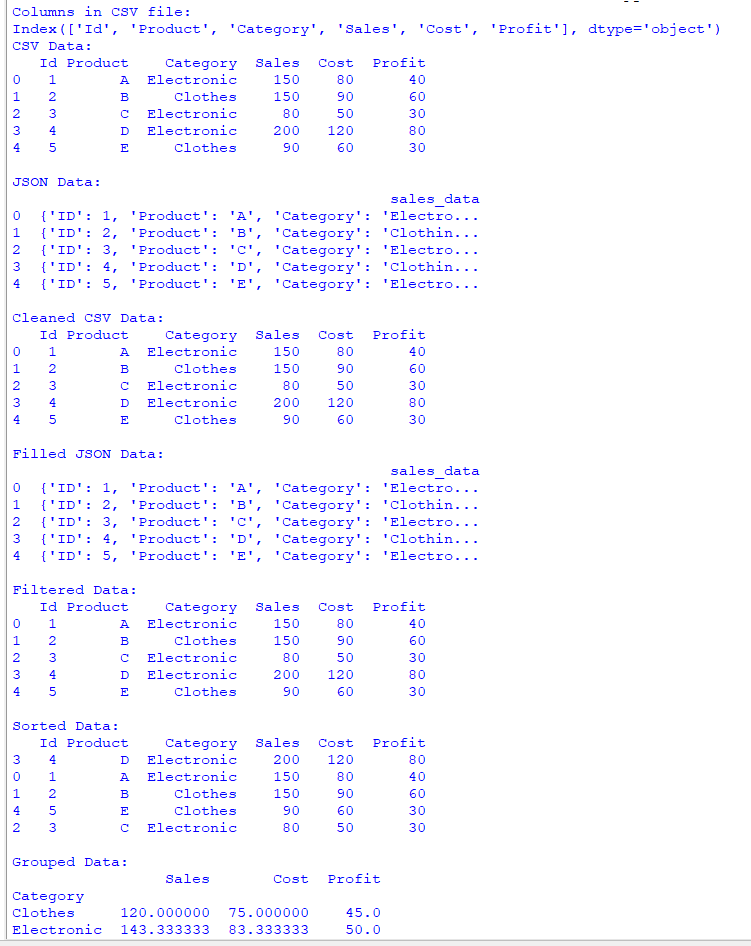 Columns in CSV file:
Index(['Id', 'Product', 'Category', 'Sales', 'Cost', 'Profit'], dtype='object')
CSV Data:
   Id Product    Category  Sales  Cost  Profit
0   1       A  Electronic    150    80      40
1   2       B     Clothes    150    90      60
2   3       C  Electronic     80    50      30
3   4       D  Electronic    200   120      80
4   5       E     Clothes     90    60      30

JSON Data:
                                          sales_data
0  {'ID': 1, 'Product': 'A', 'Category': 'Electro...
1  {'ID': 2, 'Product': 'B', 'Category': 'Clothin...
2  {'ID': 3, 'Product': 'C', 'Category': 'Electro...
3  {'ID': 4, 'Product': 'D', 'Category': 'Clothin...
4  {'ID': 5, 'Product': 'E', 'Category': 'Electro...

Cleaned CSV Data:
   Id Product    Category  Sales  Cost  Profit
0   1       A  Electronic    150    80      40
1   2       B     Clothes    150    90      60
2   3       C  Electronic     80    50      30
3   4       D  Electronic    200   120      80
4   5       E     Clothes     90    60      30

Filled JSON Data:
                                          sales_data
0  {'ID': 1, 'Product': 'A', 'Category': 'Electro...
1  {'ID': 2, 'Product': 'B', 'Category': 'Clothin...
2  {'ID': 3, 'Product': 'C', 'Category': 'Electro...
3  {'ID': 4, 'Product': 'D', 'Category': 'Clothin...
4  {'ID': 5, 'Product': 'E', 'Category': 'Electro...

Filtered Data:
   Id Product    Category  Sales  Cost  Profit
0   1       A  Electronic    150    80      40
1   2       B     Clothes    150    90      60
2   3       C  Electronic     80    50      30
3   4       D  Electronic    200   120      80
4   5       E     Clothes     90    60      30

Sorted Data:
   Id Product    Category  Sales  Cost  Profit
3   4       D  Electronic    200   120      80
0   1       A  Electronic    150    80      40
1   2       B     Clothes    150    90      60
4   5       E     Clothes     90    60      30
2   3       C  Electronic     80    50      30

Grouped Data:
                 Sales       Cost  Profit
Category
Clothes     120.000000  75.000000    45.0
Electronic  143.333333  83.333333    50.0